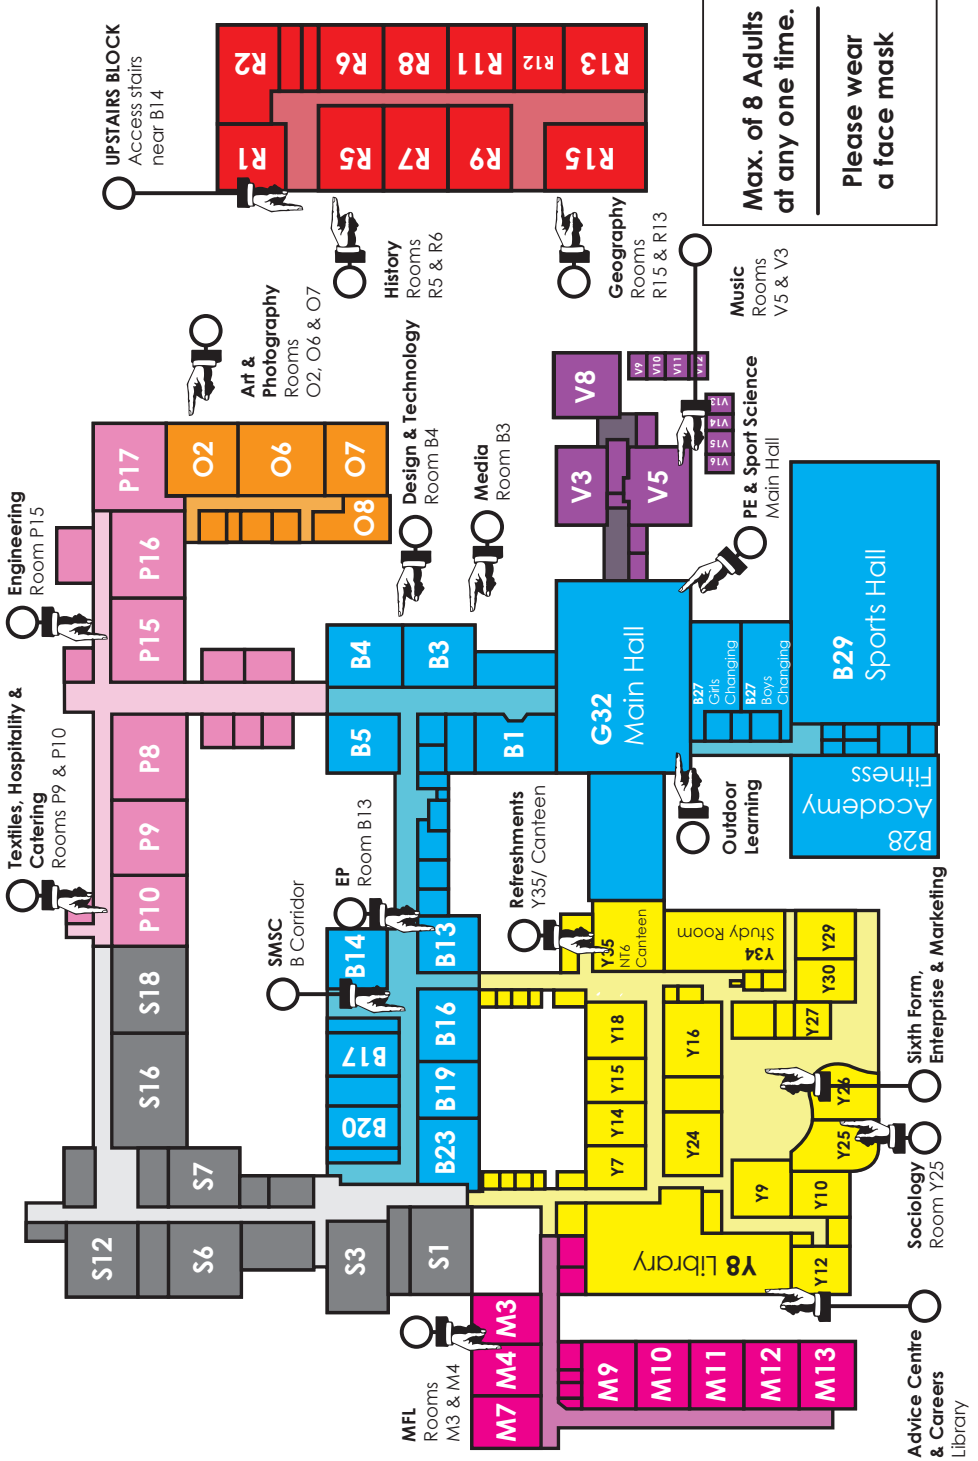 UPSTAIRS BLOCK
Access stairs
near B14
R2
R6
R8
R11
R12
R13
R1
R5
R7
R9
R15
Max. of 8 Adults
at any one time.
Please wear
a face mask
History
Rooms
R5 & R6
Geography
Rooms
R15 & R13
Music
Rooms
V5 & V3
Art &
Photography
Rooms
O2, O6 & O7
Design & Technology
Room B4
Media
Room B3
PE & Sport Science
Main Hall
Engineering
Room P15
Textiles, Hospitality &
Catering
Rooms P9 & P10
P17
P16
P15
P8
P9
P10
O2
O6
O7
O8
V8
V3
V5
V9
V10
V11
V12
V13
V14
V15
V16
B4
B3
B5
B1
G32
Main Hall
B27
Girls
Changing
B27
Boys
Changing
B29
Sports Hall
B28
Academy
Fitness
Outdoor
Learning
EP
Room B13
SMSC
B Corridor
Refreshments
Y35/ Canteen
B14
B13
B17
B16
B20
B19
B23
S18
S16
S7
S12
S6
S3
S1
Y35
NT6
Canteen
Y34
Study Room
Y29
Y30
Y27
Y18
Y16
Y15
Y14
Y24
Y7
Y26
Y25
Y9
Y10
Y12
Y8 Library
Sixth Form,
Enterprise & Marketing
Sociology
Room Y25
Advice Centre
& Careers
Library
MFL
Rooms
M3 & M4
M3
M4
M7
M9
M10
M11
M12
M13